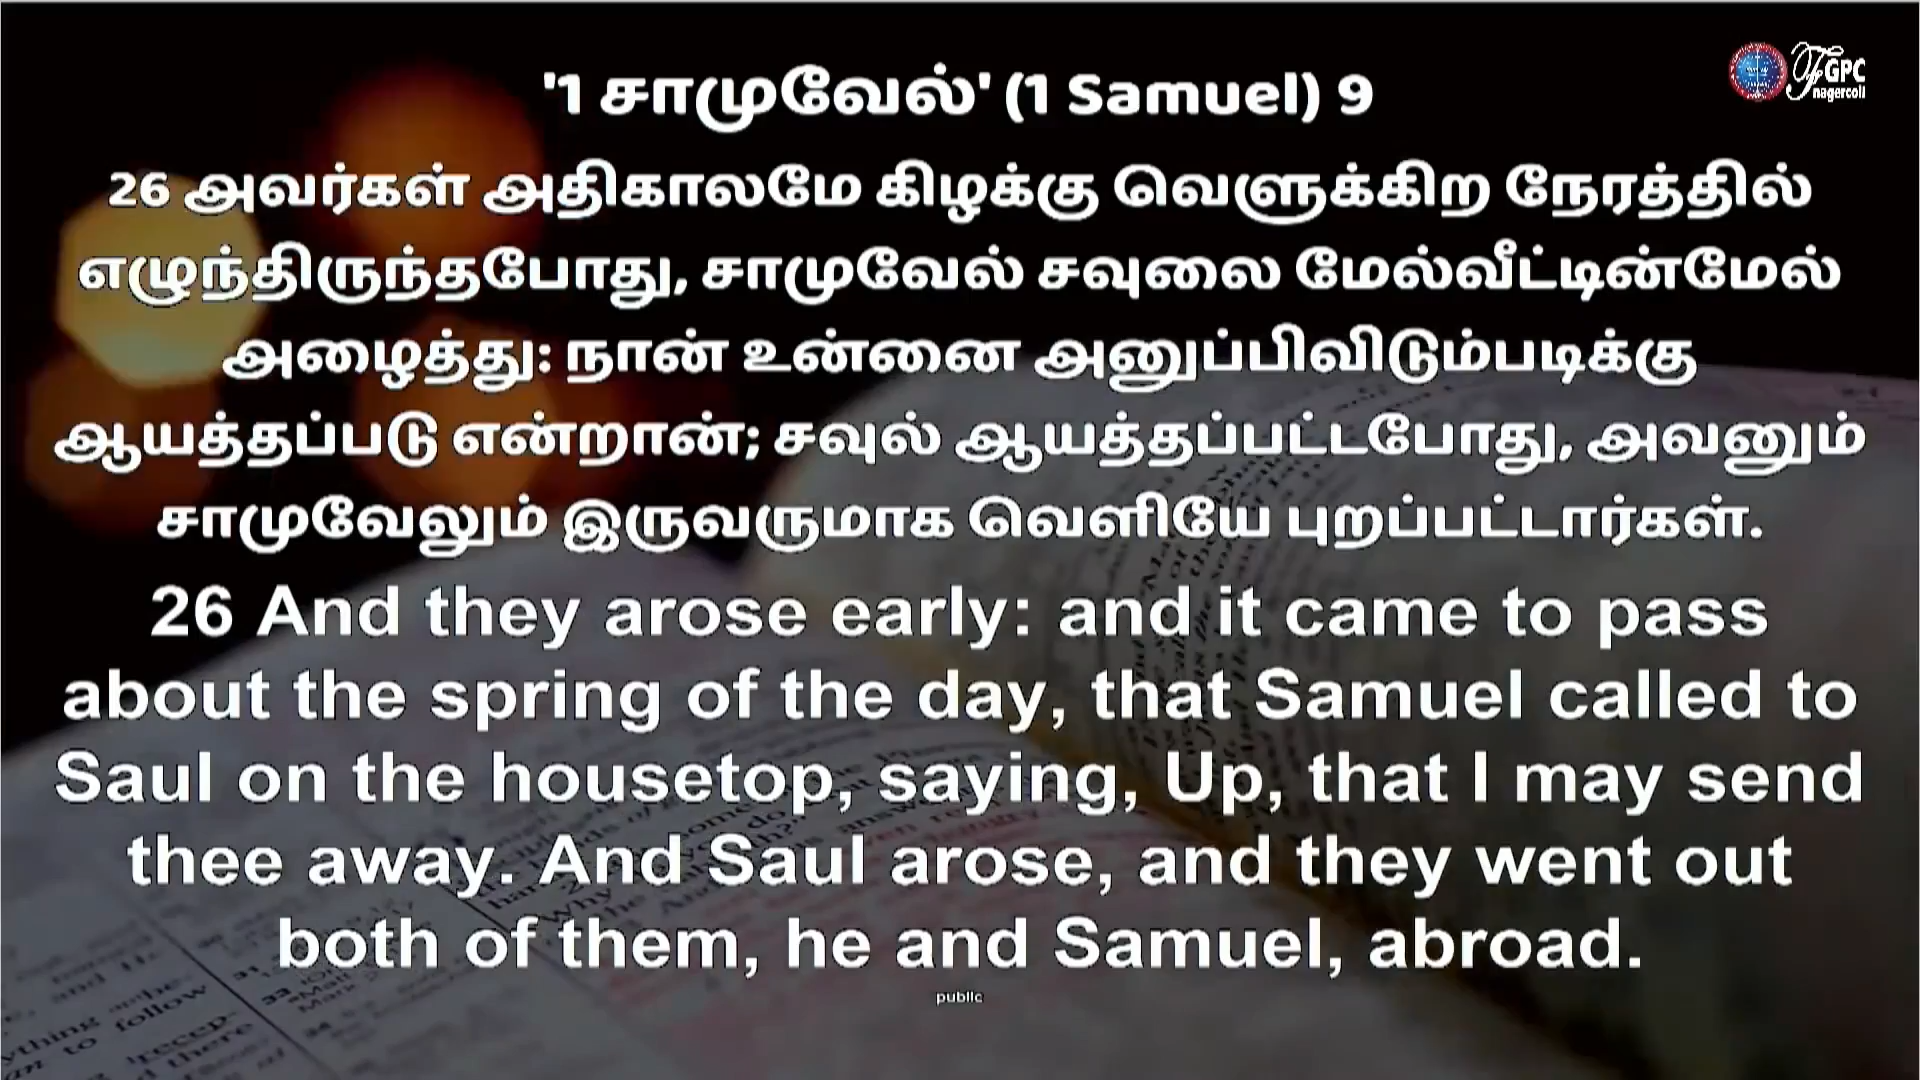 '1 சாமுவேல்' (1 Samuel) 9
FGPC
nagercoil
26 அவர்கள் அதிகாலமே கிழக்கு வெளுக்கிற நேரத்தில்
எழுந்திருந்தபோது, சாமுவேல் சவுலை மேல்வீட்டின்மேல்
அழைத்து: நான் உன்னை அனுப்பிவிடும்படிக்கு
ஆயத்தப்படு என்றான்; சவுல் ஆயத்தப்பட்டபோது, அவனும்
சாமுவேலும் இருவருமாக வெளியே புறப்பட்டார்கள்.
26 And they arose early: and it came to pass
about the spring of the day, that Samuel called to
Saul on the housetop, saying, Up, that I may send
thee away. And Saul arose, and they went out
both of them, he and Samuel, abroad.
public